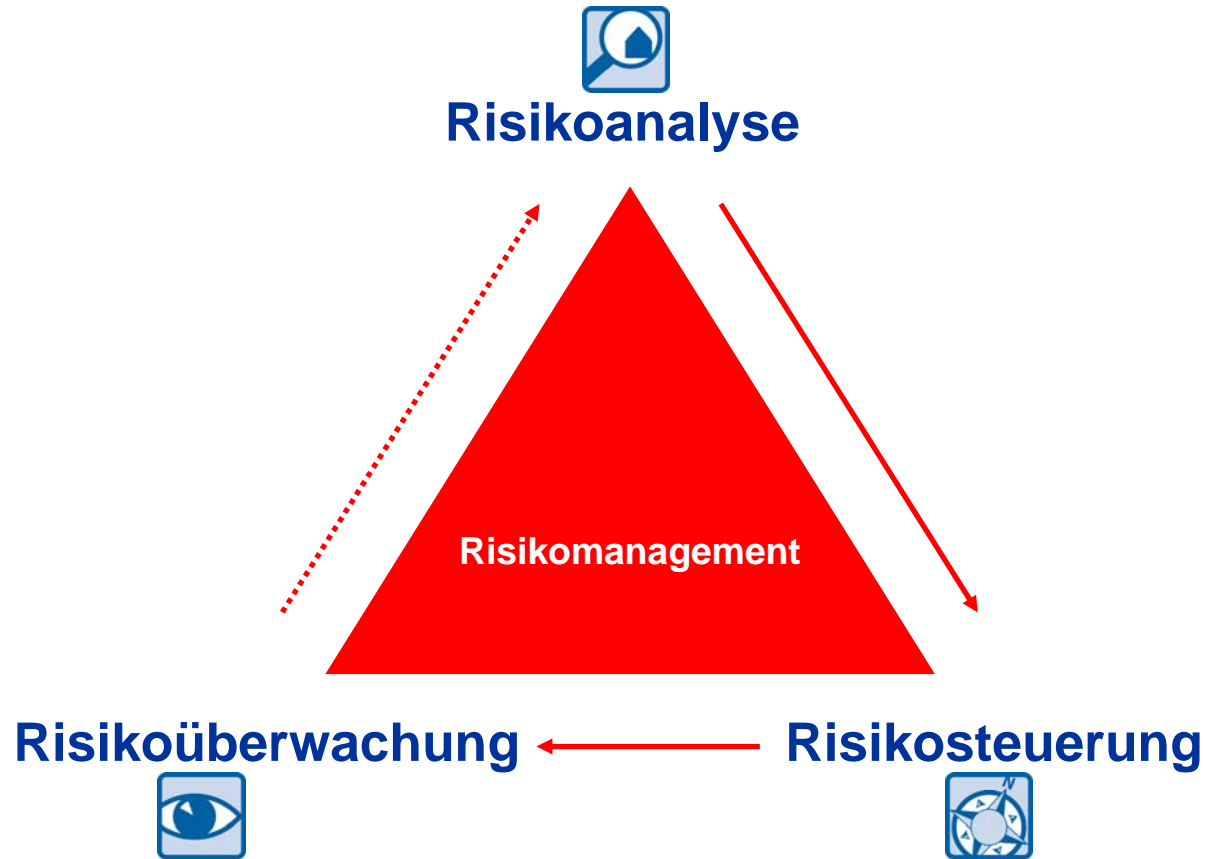 Risikoanalyse
Risikomanagement
Risikoüberwachung
Risikosteuerung
N